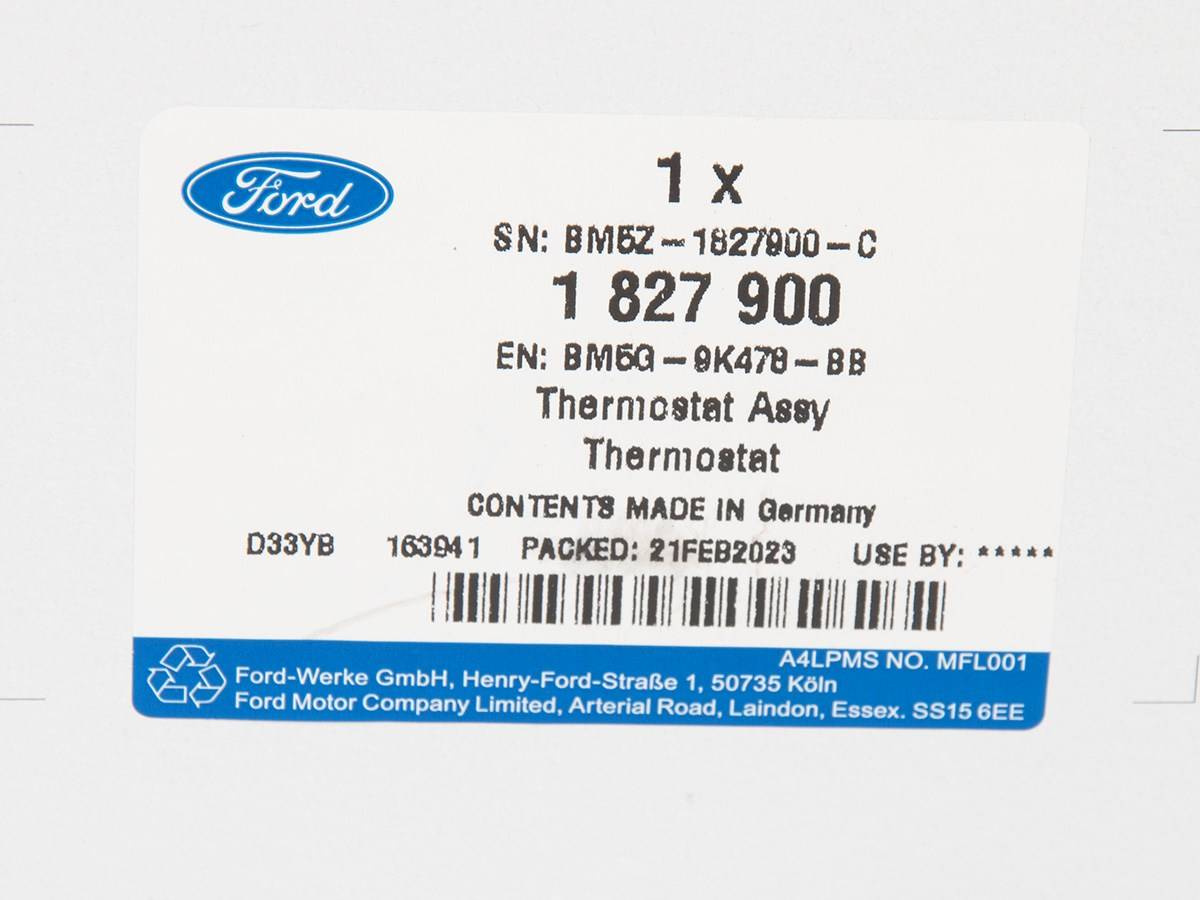 Ford
1 x
SN: BM5Z-1827900-C
1 827 900
EN: BM5G-9K478-BB
Thermostat Assy
Thermostat
CONTENTS MADE IN Germany
D33YB 163941 PACKED: 21FEB2023 USE BY: *****
A4LPMS NO. MFL001
Ford-Werke GmbH, Henry-Ford-Straße 1, 50735 Köln
Ford Motor Company Limited, Arterial Road, Laindon, Essex. SS15 6EE